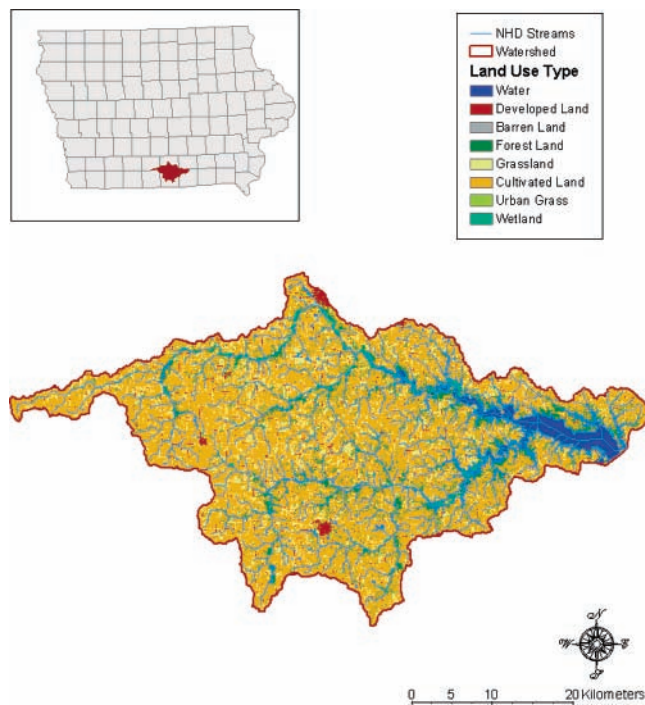 NHD Streams
Watershed
Land Use Type
Water
Developed Land
Barren Land
Forest Land
Grassland
Cultivated Land
Urban Grass
Wetland
N
W E
S
0 5 10 20 Kilometers